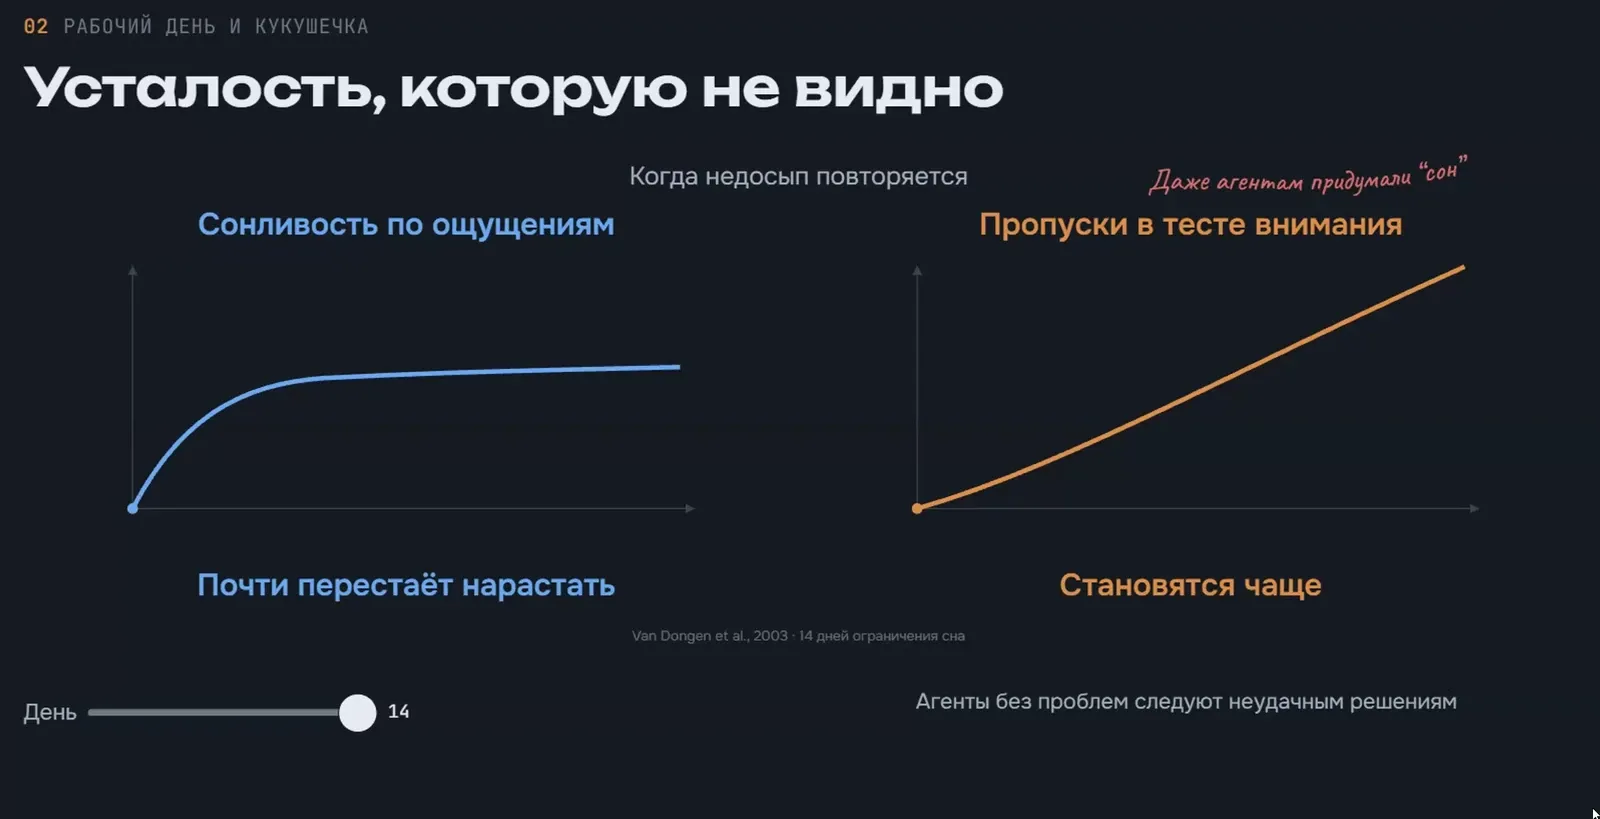 02 РАБОЧИЙ ДЕНЬ И КУКУШЕЧКА
Усталость, которую не видно
Когда недосып повторяется
Даже агентам придумали “сон”
Сонливость по ощущениям
Пропуски в тесте внимания
Почти перестаёт нарастать
Становятся чаще
Van Dongen et al., 2003 · 14 дней ограничения сна
День 14
Агенты без проблем следуют неудачным решениям